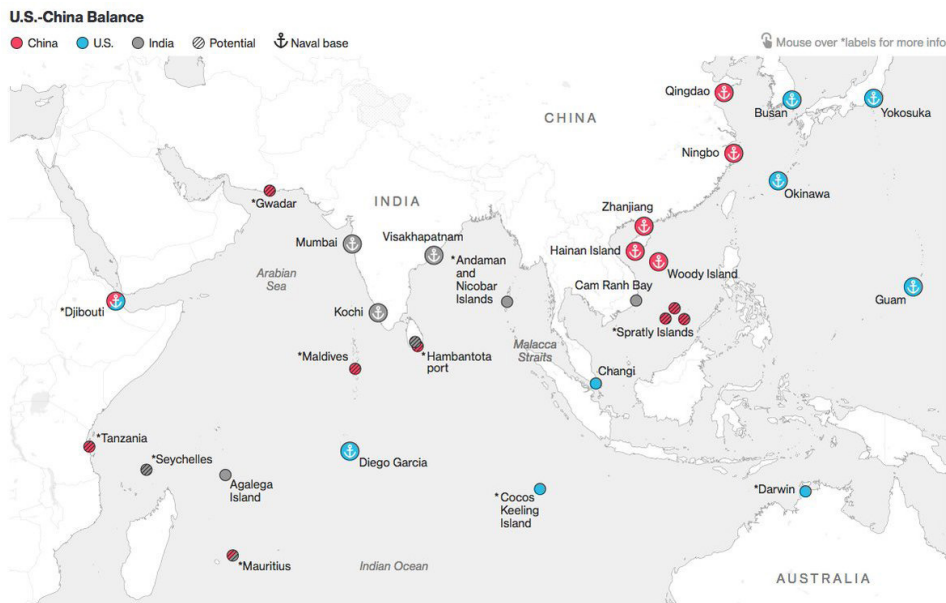 U.S.-China Balance
China U.S. India Potential Naval base
Mouse over *labels for more info
Qingdao
Busan
Yokosuka
CHINA
Ningbo
Okinawa
*Gwadar
INDIA
Zhanjiang
Mumbai
Visakhapatnam
Hainan Island
*Andaman
and
Nicobar
Islands
Woody Island
Arabian
Sea
Cam Ranh Bay
Guam
*Djibouti
Kochi
*Spratly Islands
Malacca
Straits
*Maldives
*Hambantota
port
Changi
*Tanzania
*Seychelles
Diego Garcia
Agalega
Island
*Cocos
Keeling
Island
*Darwin
*Mauritius
Indian Ocean
AUSTRALIA